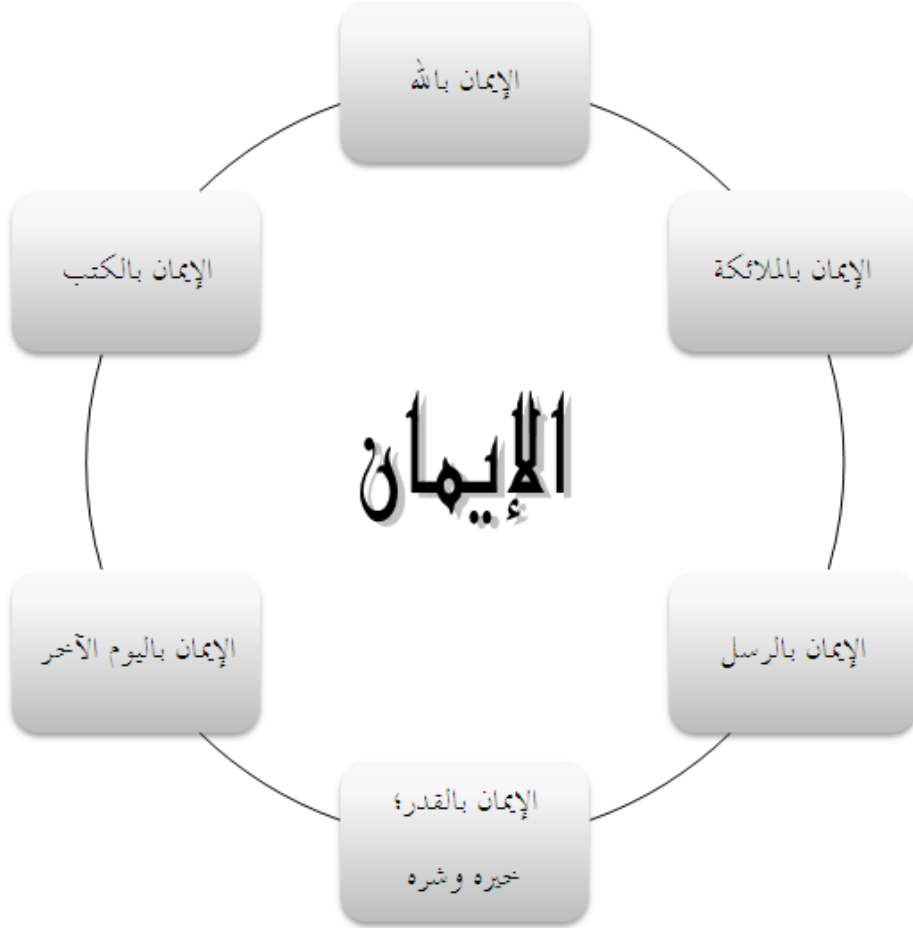 الإيمان بالله
الإيمان بالملائكة
الإيمان بالكتب
الإيمان
الإيمان بالرسل
الإيمان باليوم الآخر
الإيمان بالقدر؛
خيره وشره